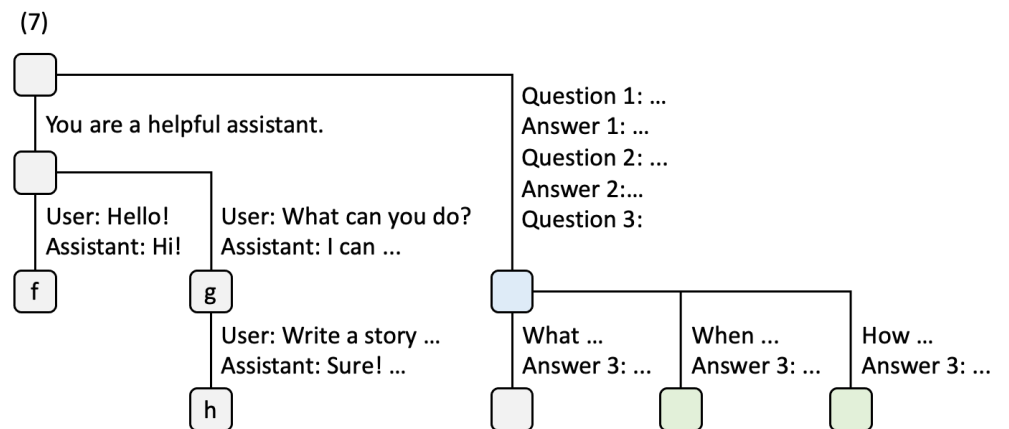 (7)
You are a helpful assistant.
Question 1: ...
Answer 1: ...
Question 2: ...
Answer 2:...
Question 3:
User: Hello!
Assistant: Hi!
User: What can you do?
Assistant: I can ...
f
g
User: Write a story ...
Assistant: Sure! ...
What ...
Answer 3: ...
When ...
Answer 3: ...
How ...
Answer 3: ...
h